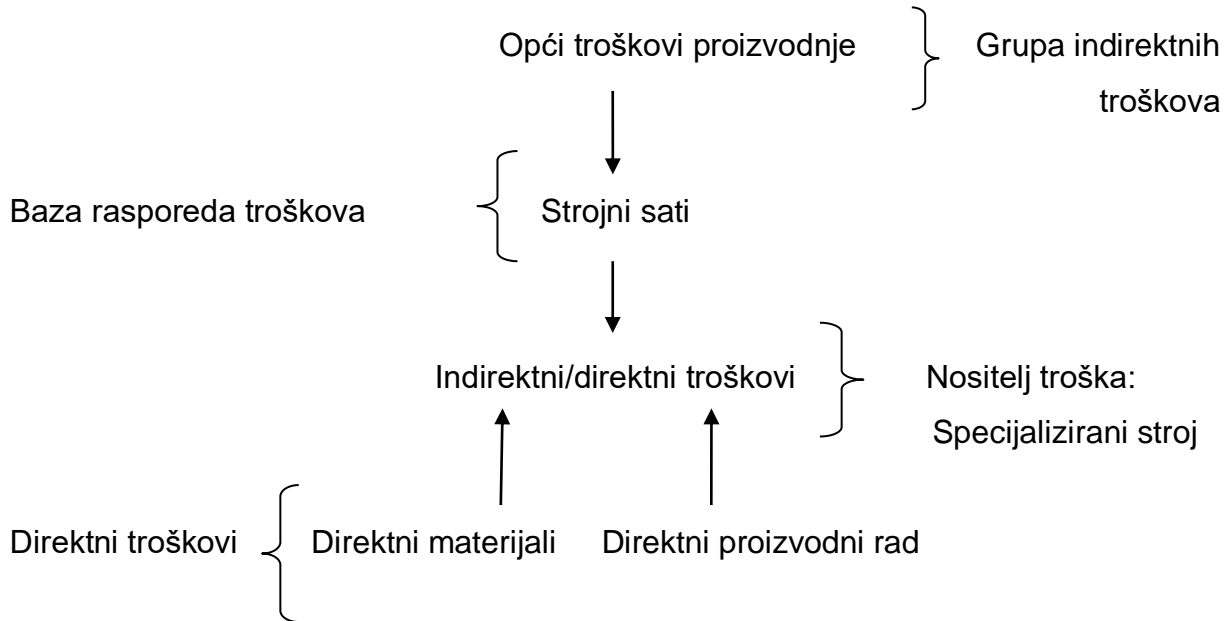 Opći troškovi proizvodnje
Grupa indirektnih
troškova
Baza rasporeda troškova
Strojni sati
Indirektni/direktni troškovi
Nositelj troška:
Specijalizirani stroj
Direktni troškovi
Direktni materijali
Direktni proizvodni rad